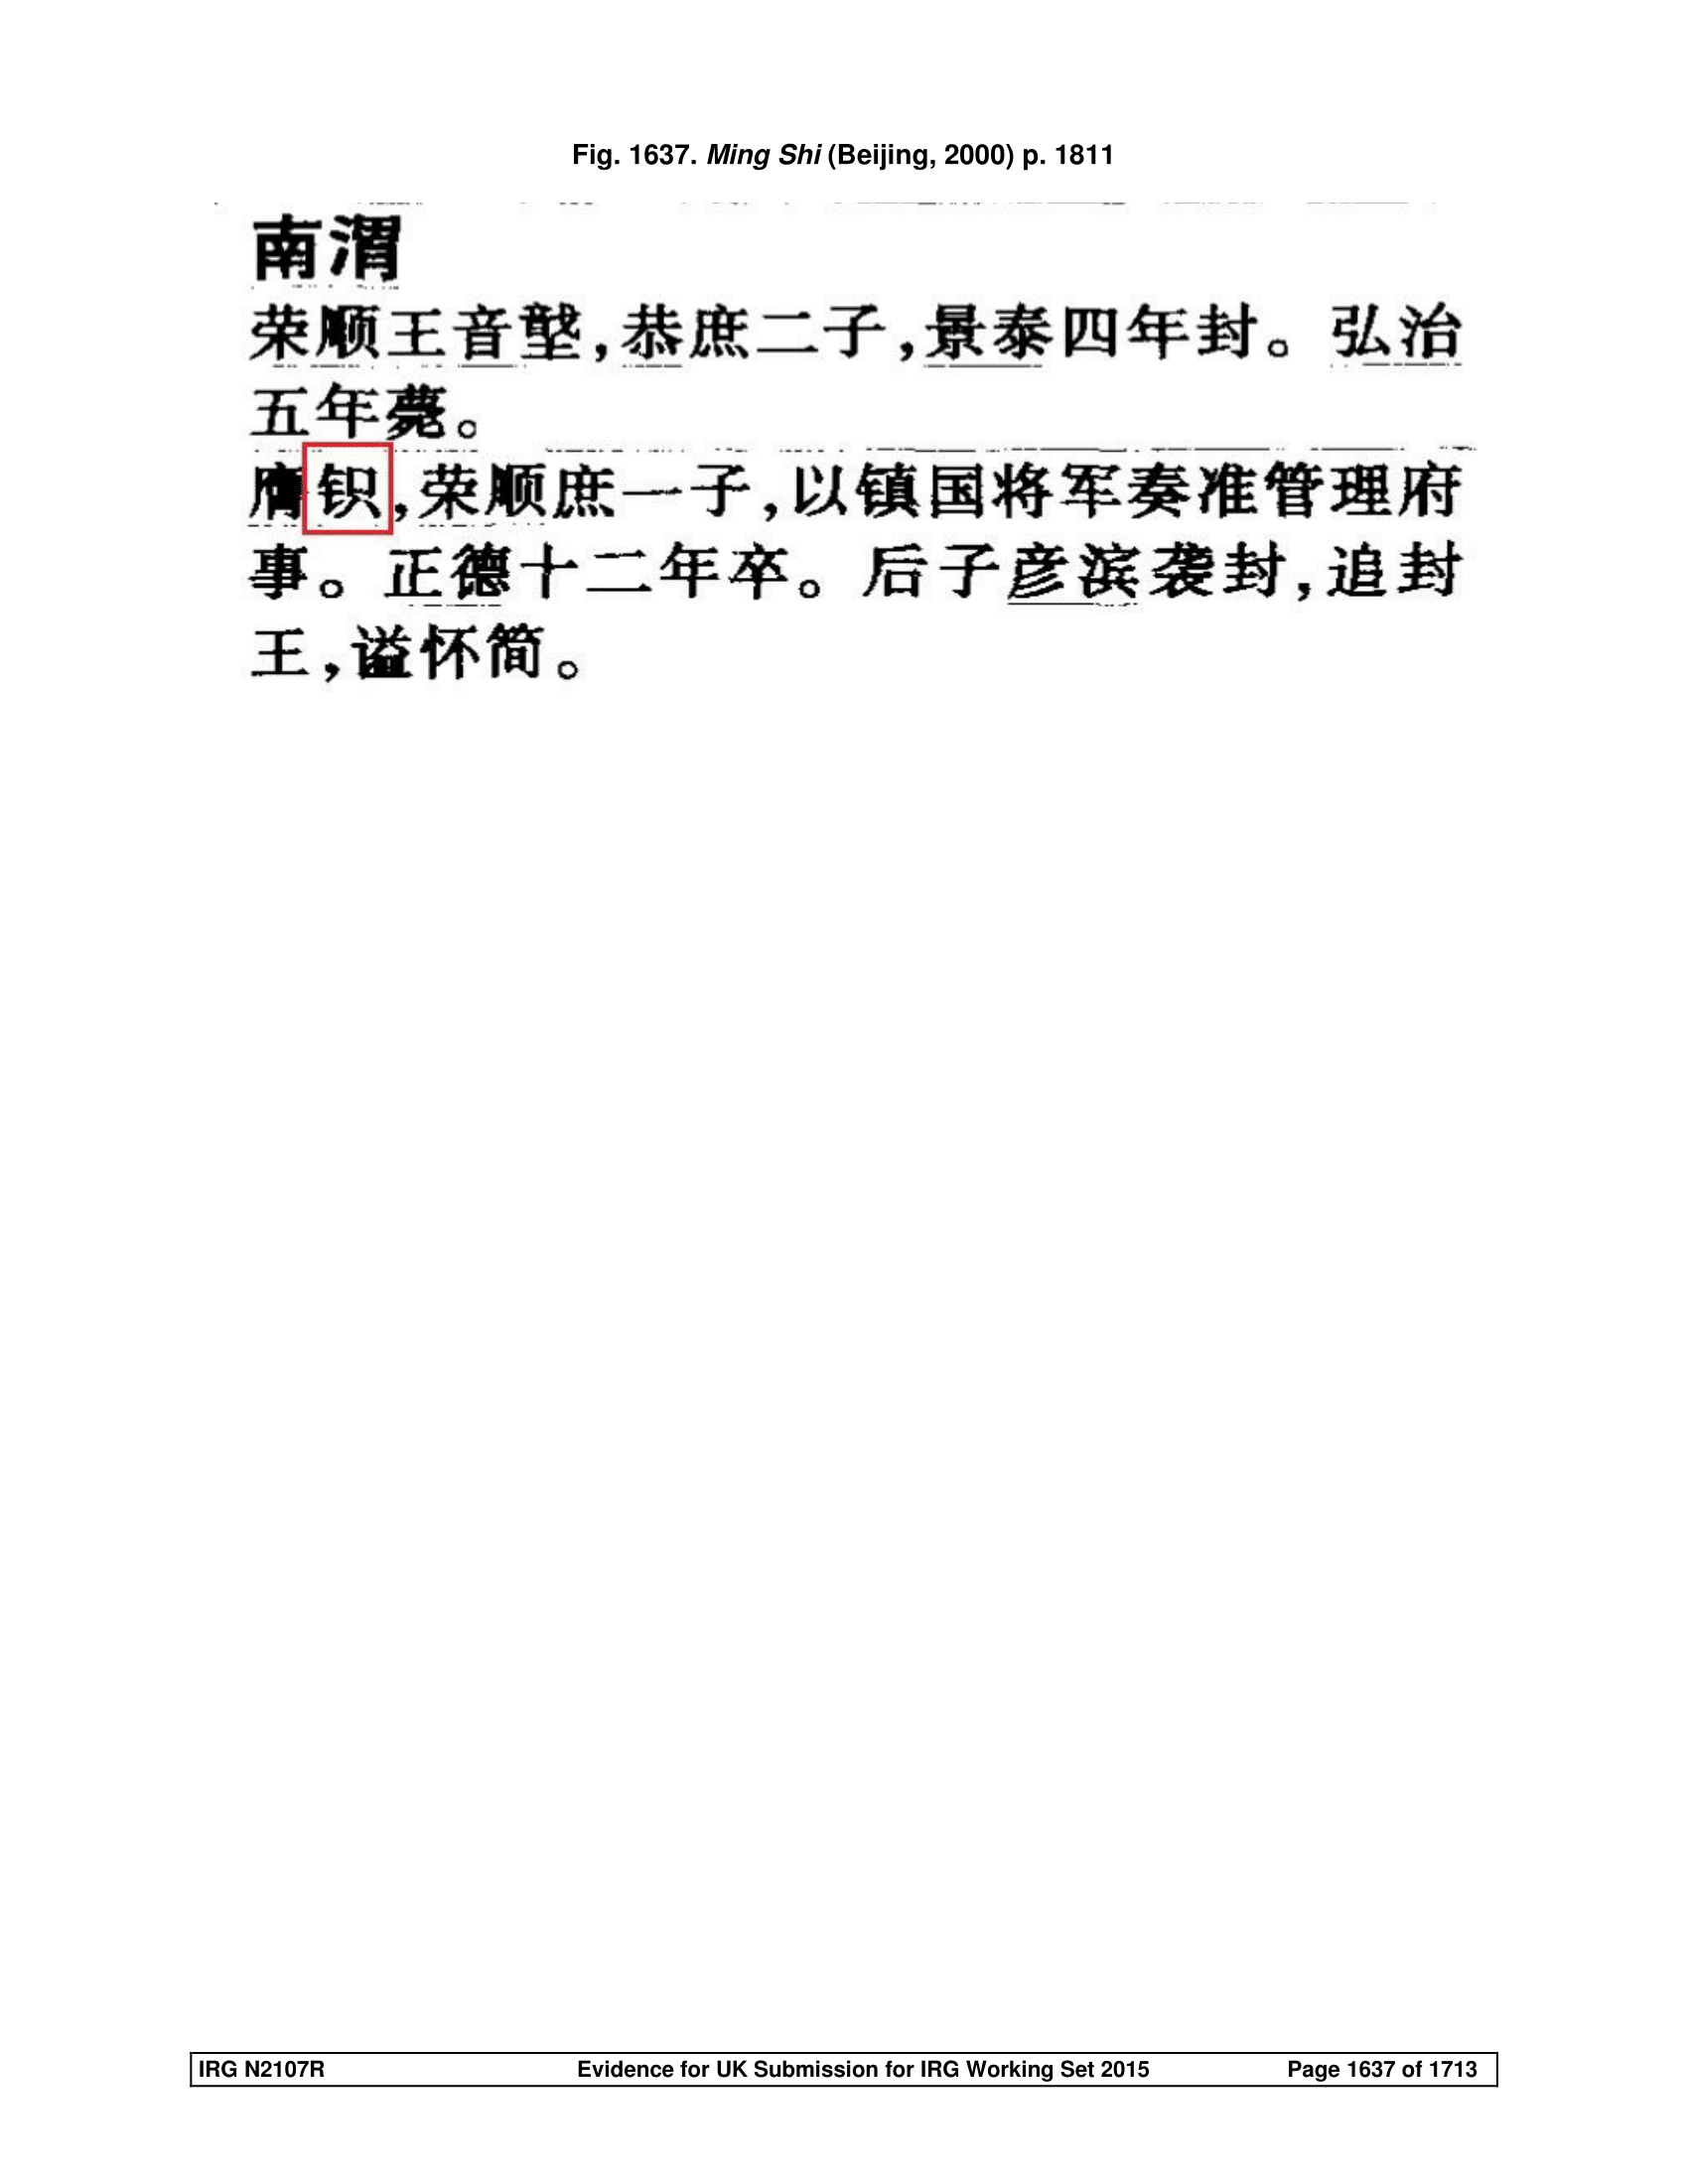 Fig. 1637. Ming Shi (Beijing, 2000) p. 1811
南渭
荣顺王音,恭庶二子,景泰四年封。弘治
五年薨。
膺,荣顺庶一子,以镇国将军奏准管理府
事。正德十二年卒。后子彦滨袭封,追封
王,谥怀简。
IRG N2107R Evidence for UK Submission for IRG Working Set 2015 Page 1637 of 1713